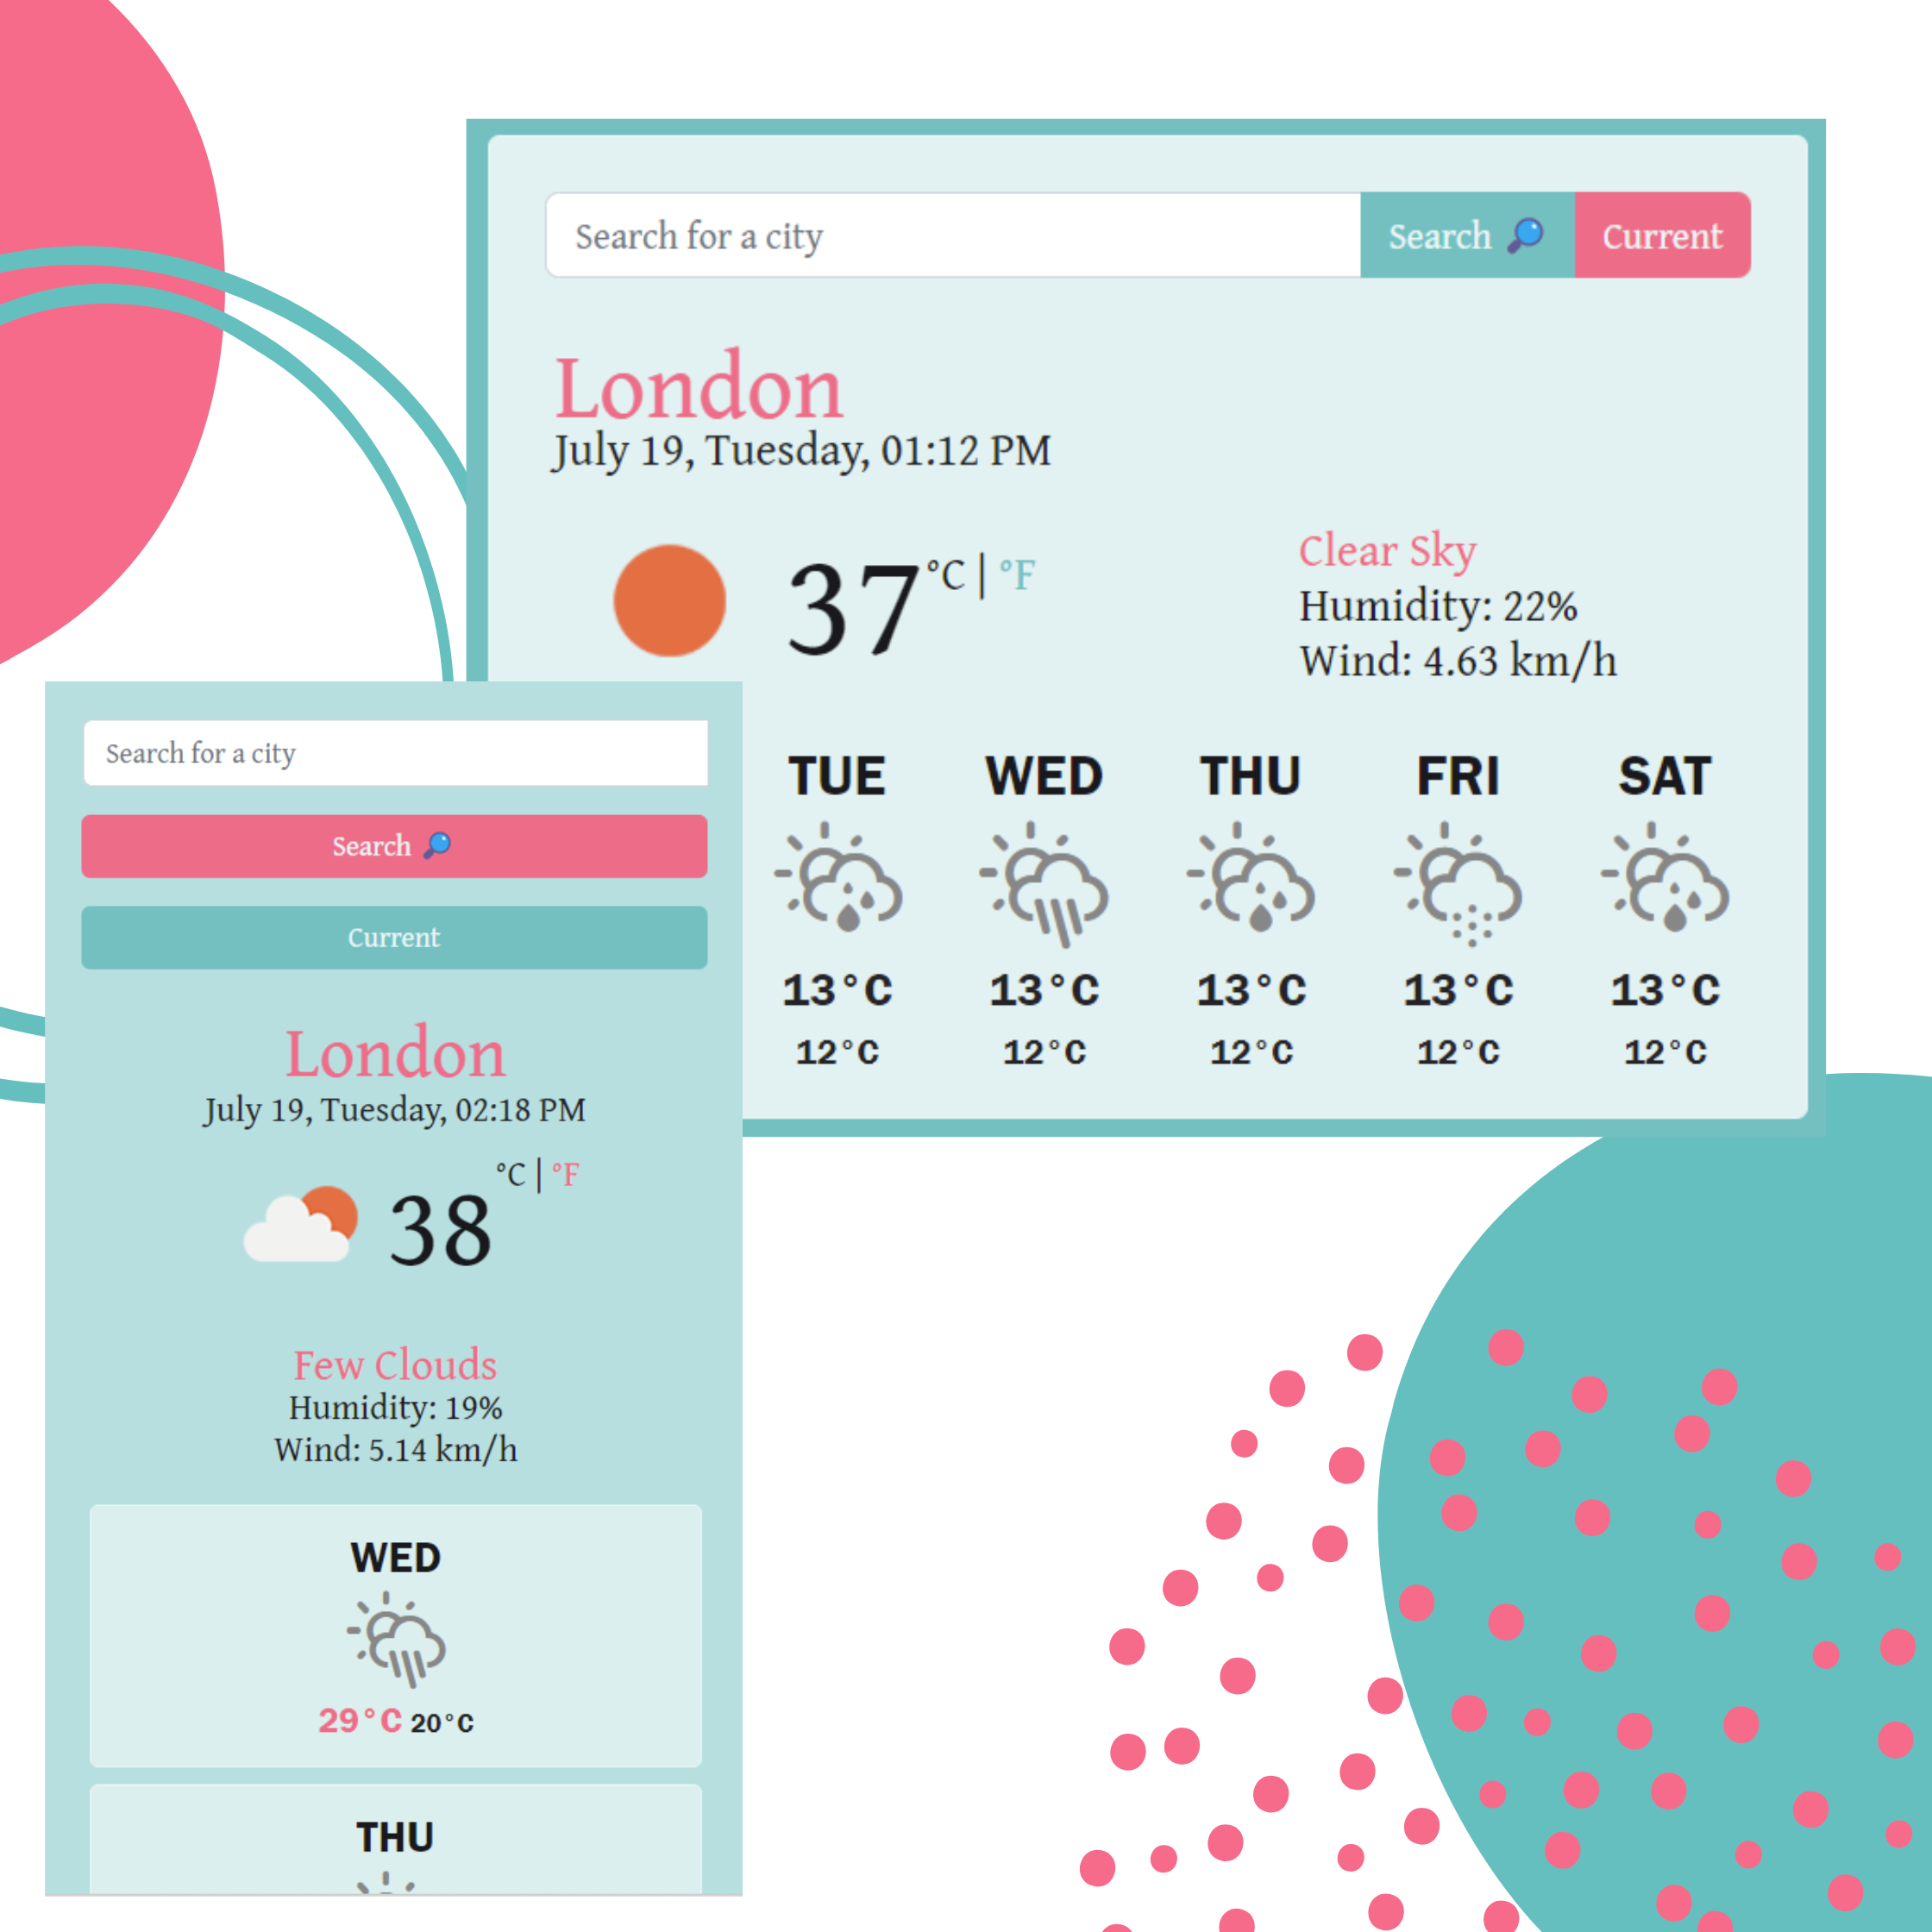 Search for a city
Search 🔎 Current
London
July 19, Tuesday, 01:12 PM
37 °C | °F
Clear Sky
Humidity: 22%
Wind: 4.63 km/h
TUE WED THU FRI SAT
13°C 13°C 13°C 13°C 13°C
12°C 12°C 12°C 12°C 12°C
Search for a city
Search 🔎
Current
London
July 19, Tuesday, 02:18 PM
38 °C | °F
Few Clouds
Humidity: 19%
Wind: 5.14 km/h
WED
29°C 20°C
THU